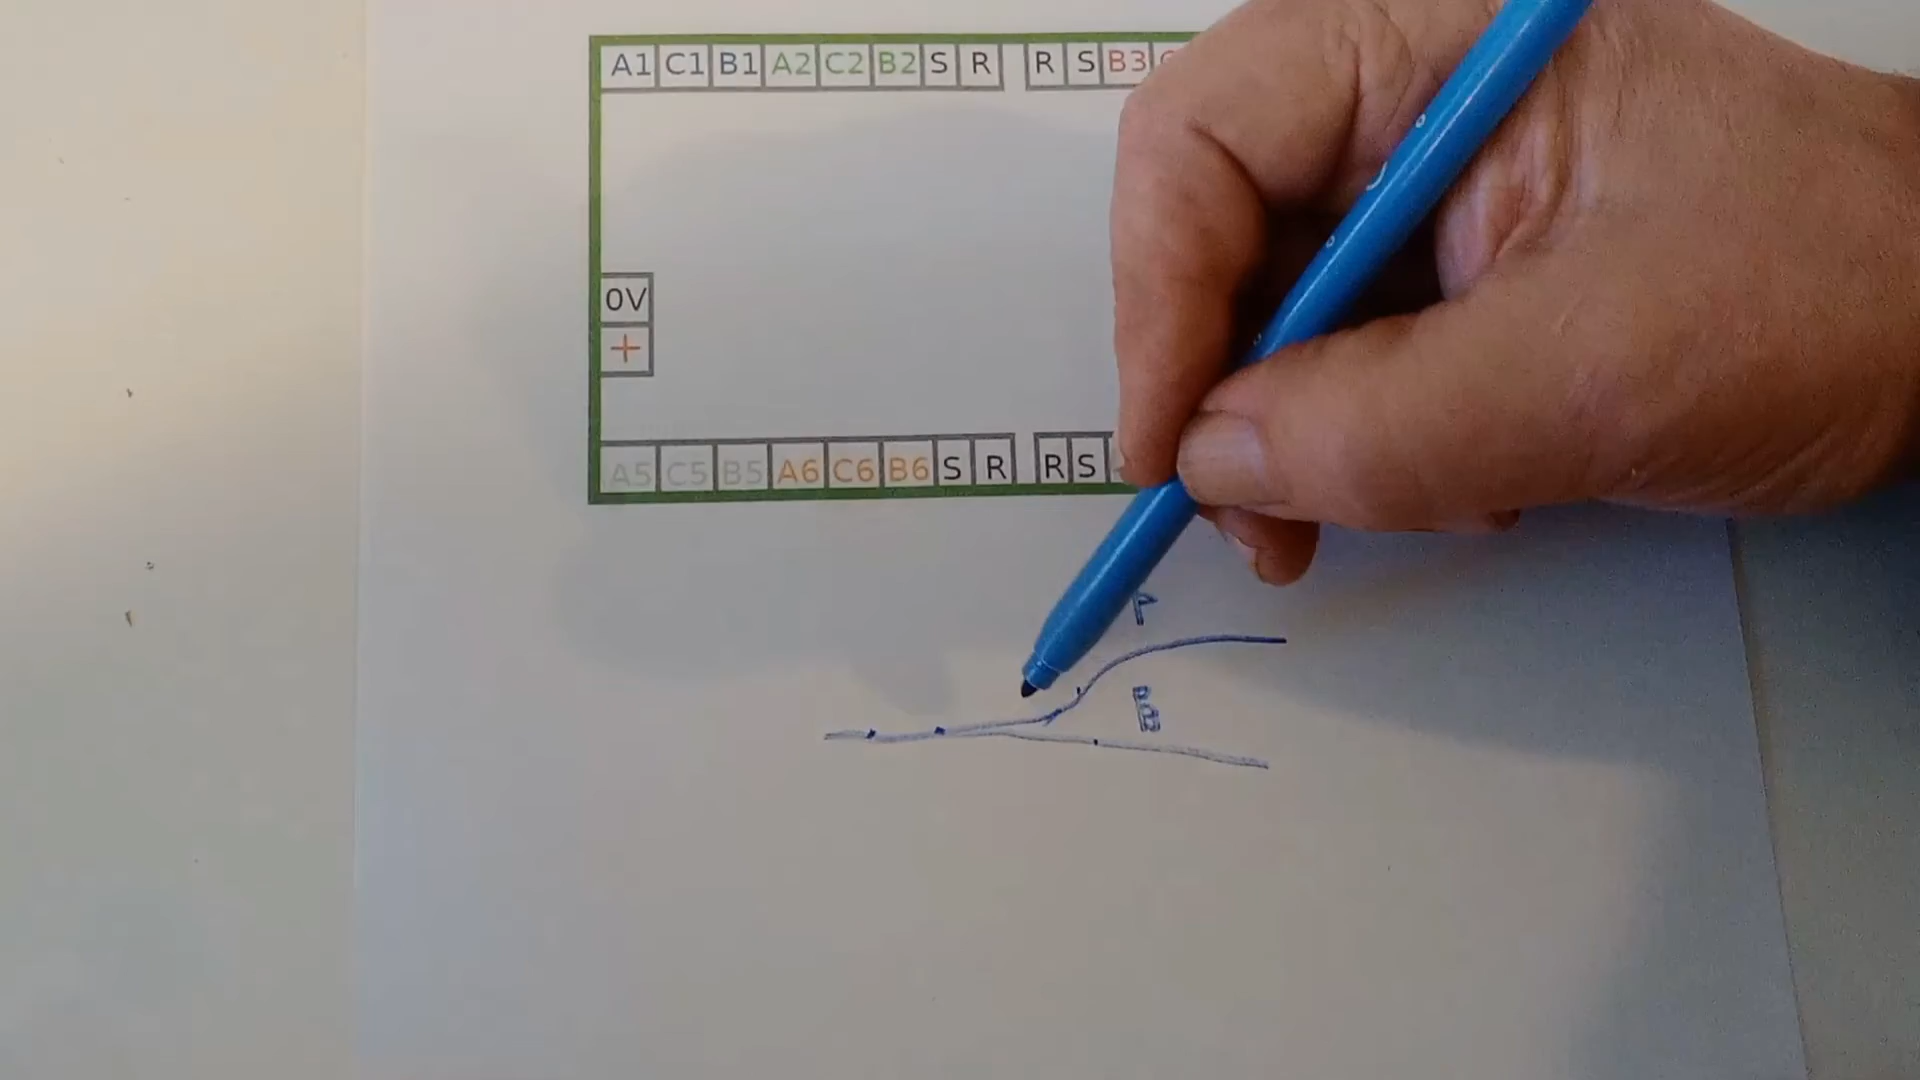 A1 C1 B1 A2 C2 B2 S R R S B3
0V
+
A5 C5 B5 A6 C6 B6 S R R S